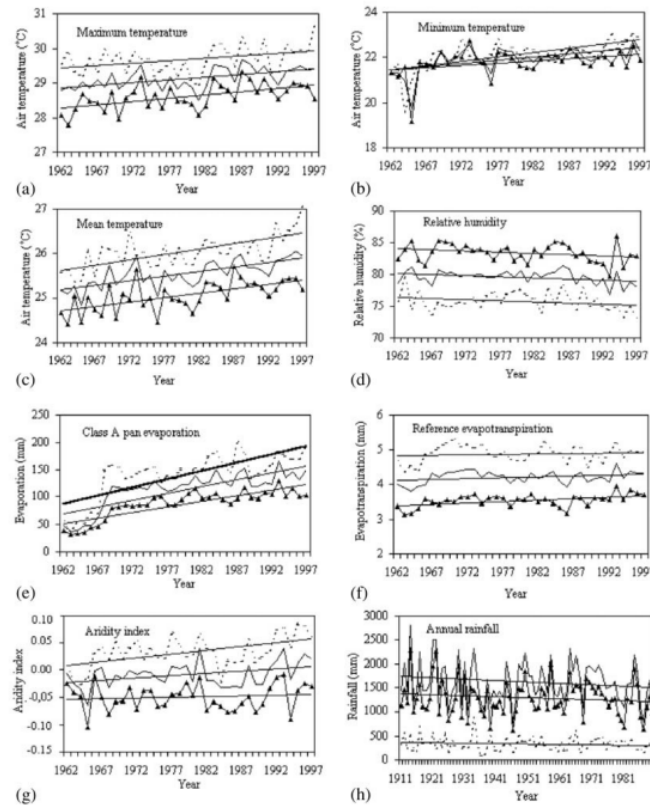 Maximum temperature
Air temperature (°C)
31
30
29
28
27
1962 1967 1972 1977 1982 1987 1992 1997
Year
(a)
Minimum temperature
Air temperature (°C)
24
22
20
18
1962 1967 1972 1977 1982 1987 1992 1997
Year
(b)
Mean temperature
Air temperature (°C)
27
26
25
24
1962 1967 1972 1977 1982 1987 1992 1997
Year
(c)
Relative humidity
Relative humidity (%)
90
85
80
75
70
1962 1967 1972 1977 1982 1987 1992 1997
Year
(d)
Class A pan evaporation
Evaporation (mm)
250
200
150
100
50
0
1962 1967 1972 1977 1982 1987 1992 1997
Year
(e)
Reference evapotranspiration
Evapotranspiration (mm)
6
5
4
3
2
1962 1967 1972 1977 1982 1987 1992 1997
Year
(f)
Aridity index
Aridity index
0.10
0.05
0.00
-0.05
-0.15
1962 1967 1972 1977 1982 1987 1992 1997
Year
(g)
Annual rainfall
Rainfall (mm)
3000
2500
2000
1500
1000
500
0
1911 1921 1931 1941 1951 1961 1971 1981
Year
(h)